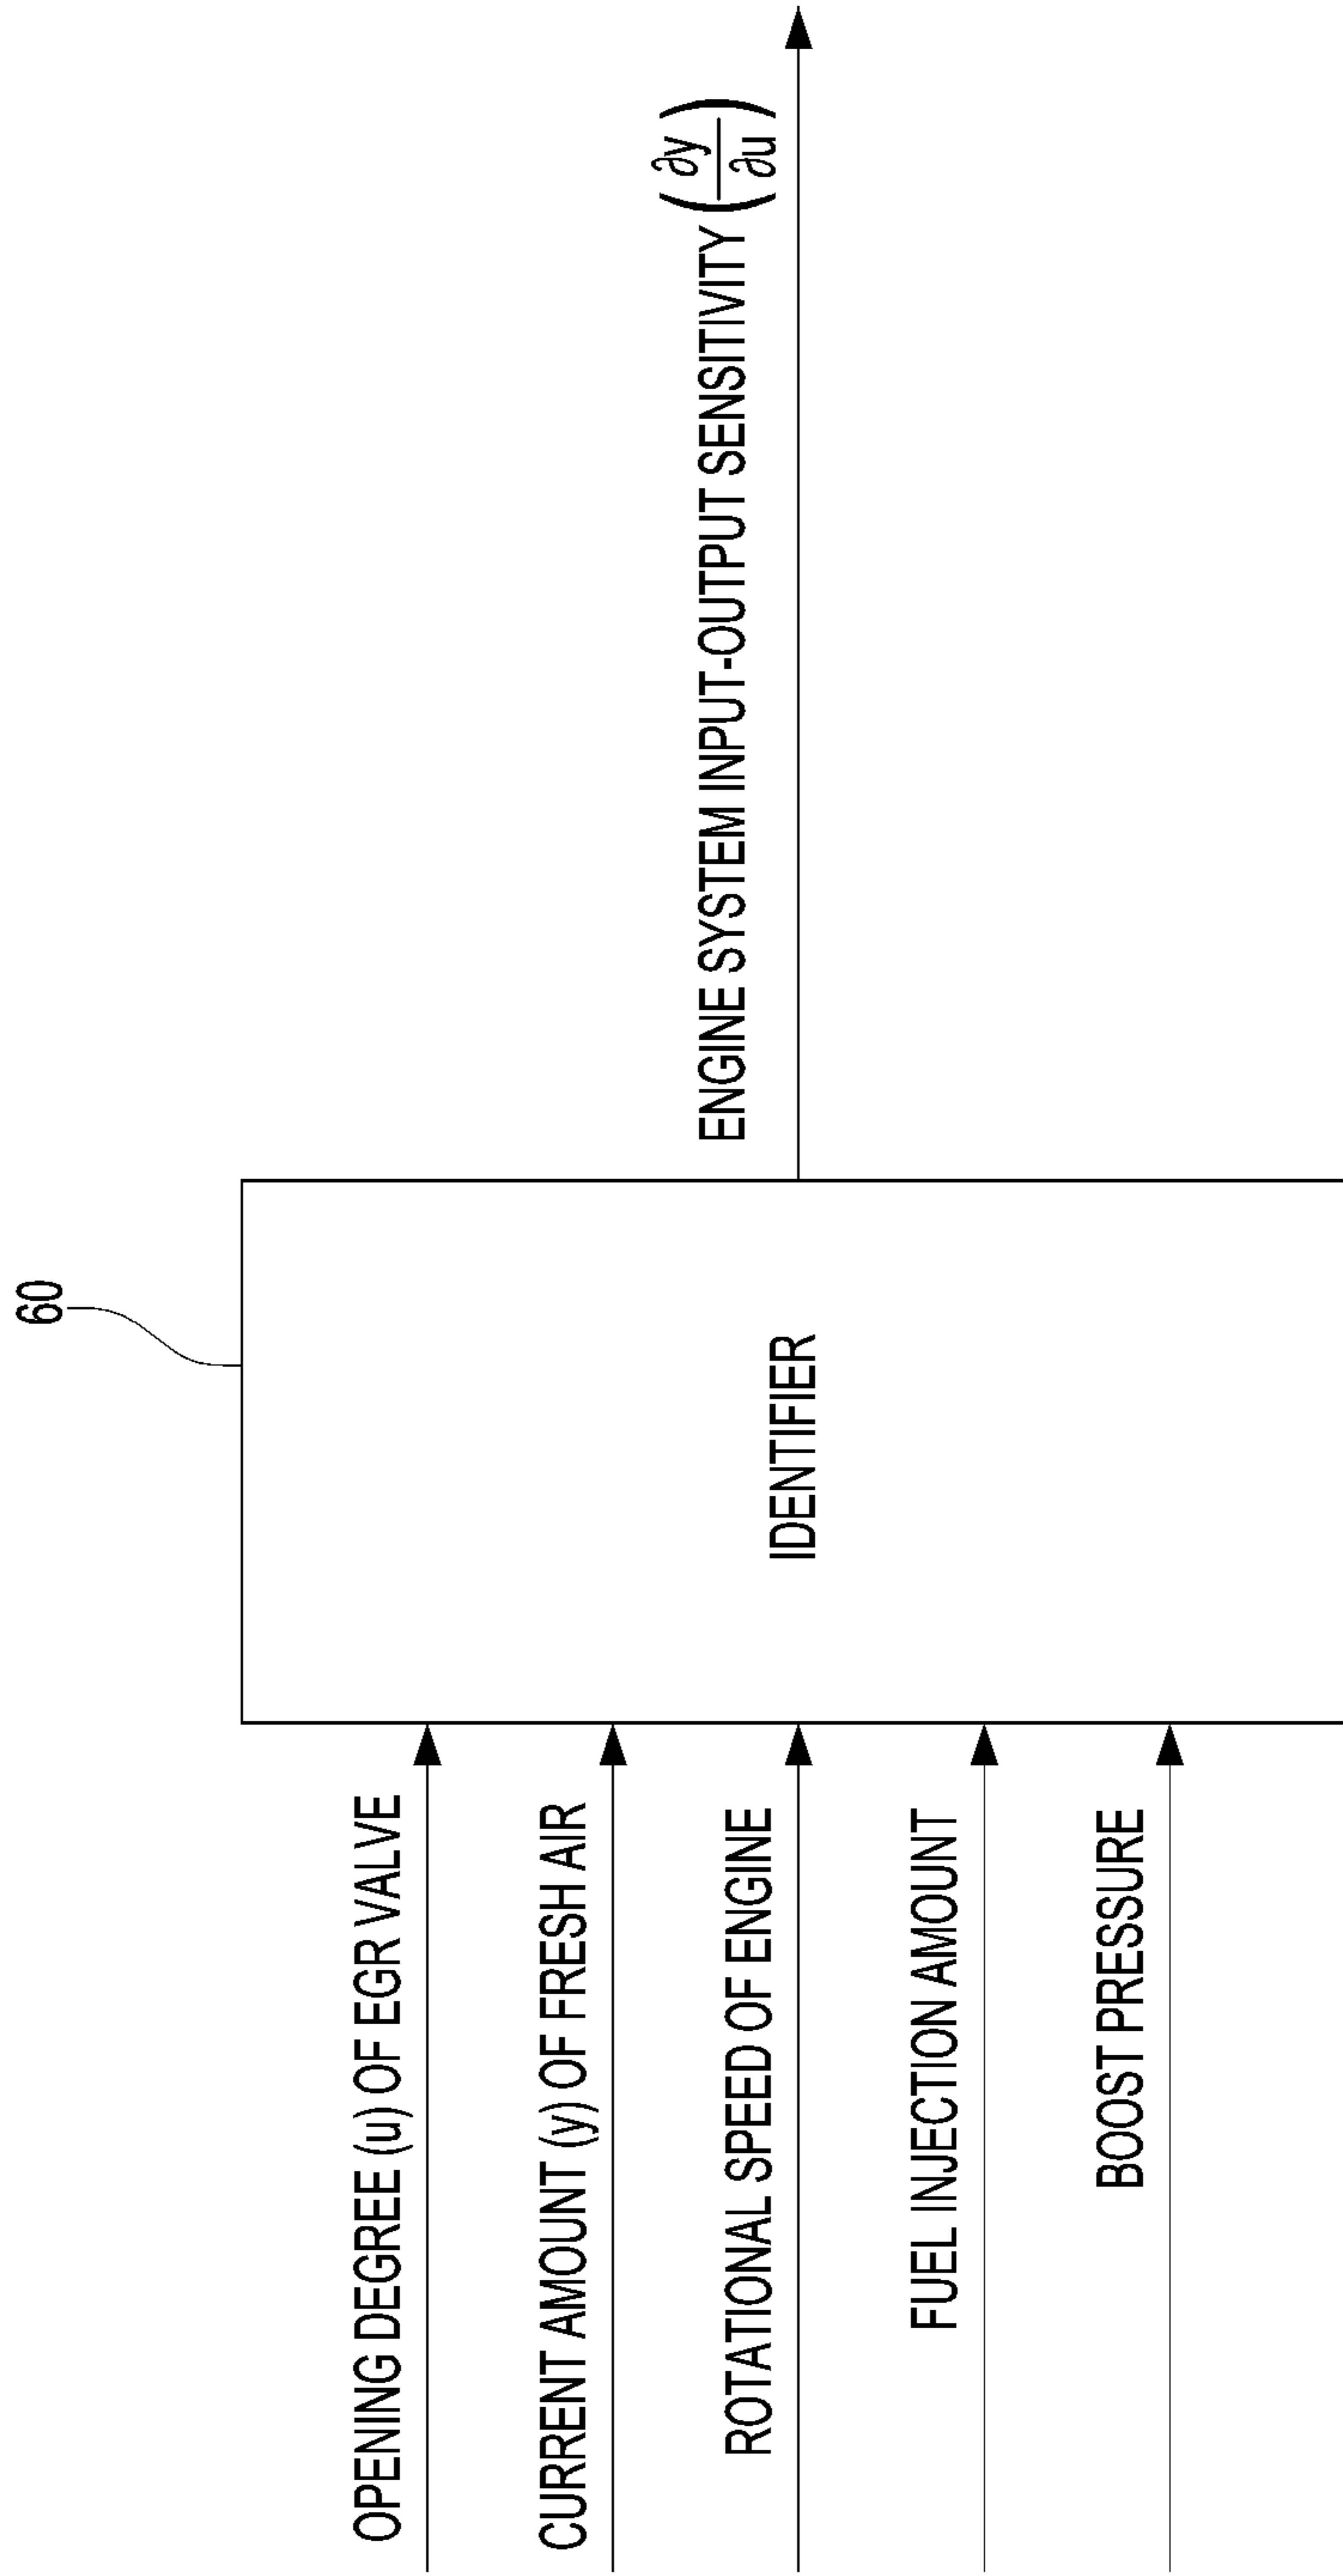 60
OPENING DEGREE (u) OF EGR VALVE
CURRENT AMOUNT (y) OF FRESH AIR
ROTATIONAL SPEED OF ENGINE
FUEL INJECTION AMOUNT
BOOST PRESSURE
IDENTIFIER
ENGINE SYSTEM INPUT-OUTPUT SENSITIVITY (∂y/∂u)